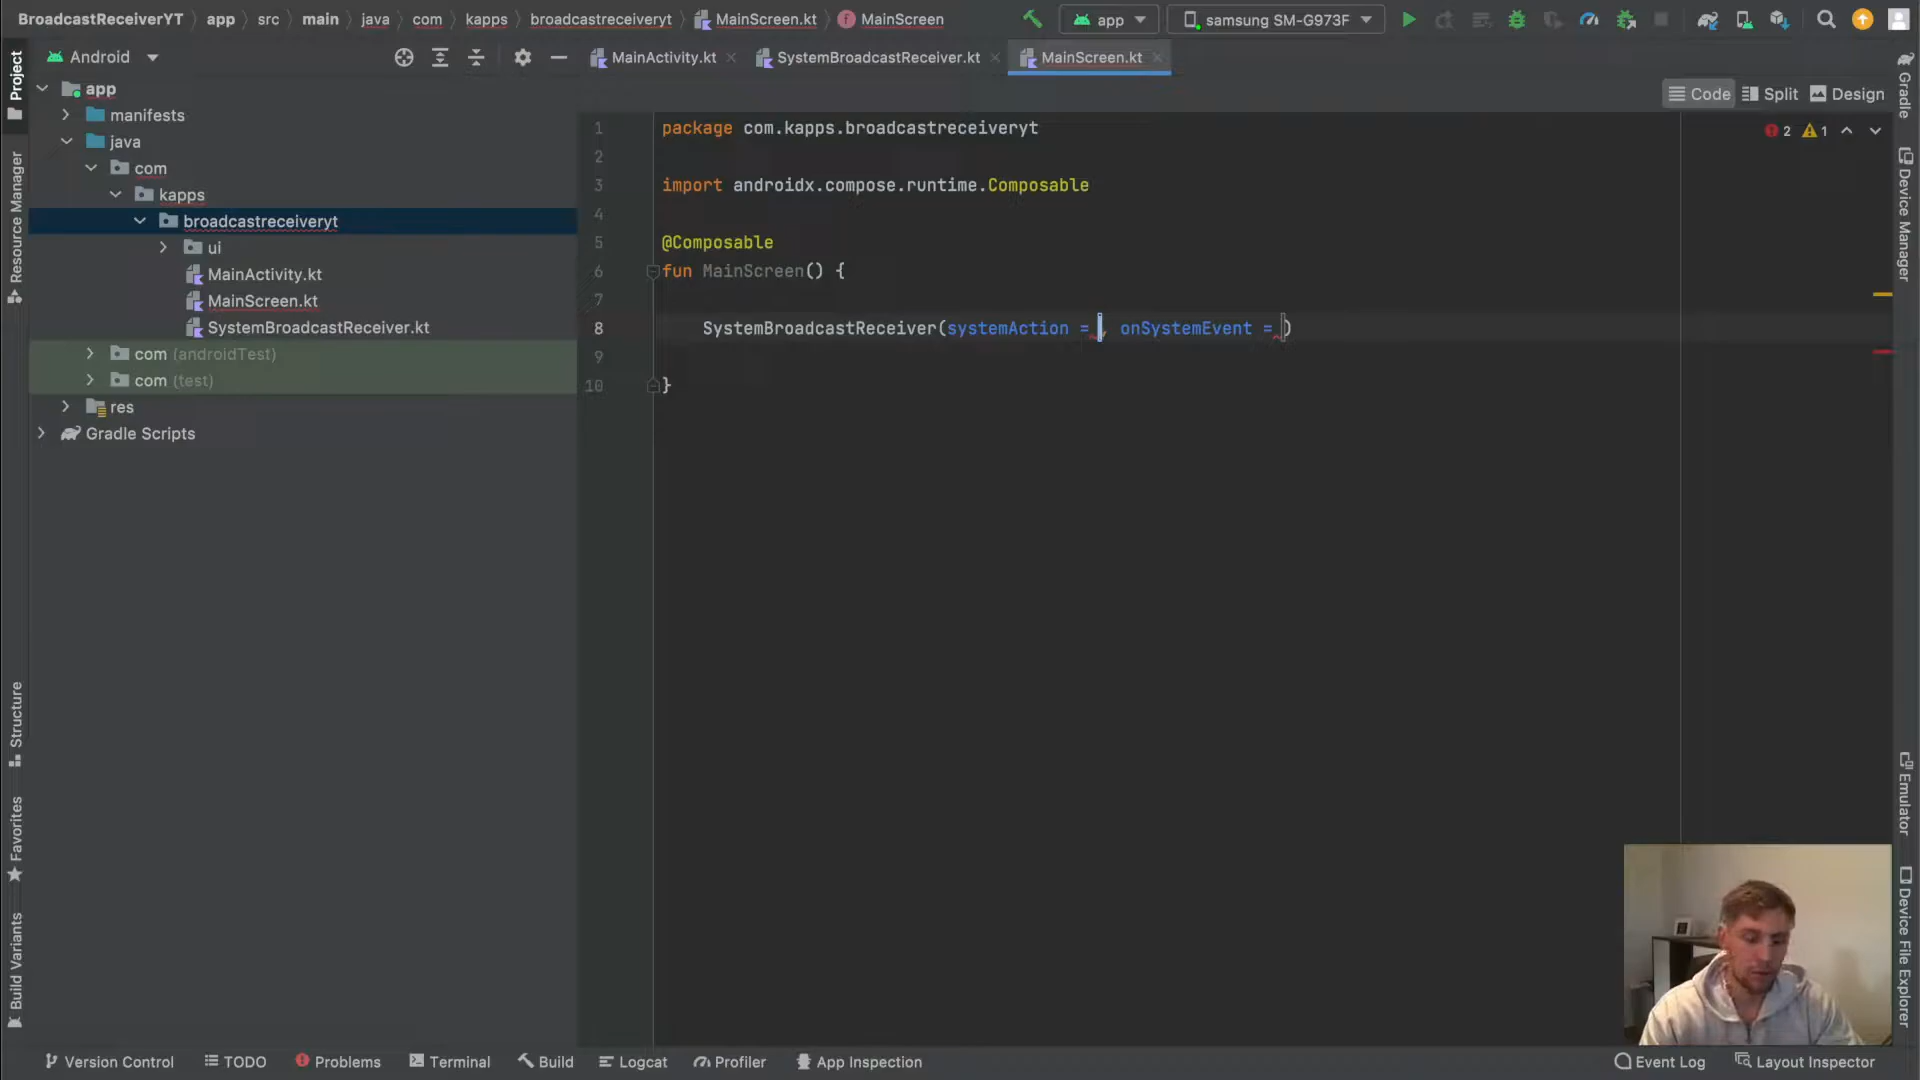 BroadcastReceiverYT app src main java com kapps broadcastreceiveryt MainScreen.kt MainScreen app samsung SM-G973F
Android MainActivity.kt SystemBroadcastReceiver.kt MainScreen.kt
Code Split Design
2 1
app
manifests
java
com
kapps
broadcastreceiveryt
ui
MainActivity.kt
MainScreen.kt
SystemBroadcastReceiver.kt
com (androidTest)
com (test)
res
Gradle Scripts
1 package com.kapps.broadcastreceiveryt
2
3 import androidx.compose.runtime.Composable
4
5 @Composable
6 fun MainScreen() {
7
8 SystemBroadcastReceiver(systemAction = , onSystemEvent = )
9
10 }
Project
Resource Manager
Structure
Favorites
Build Variants
Gradle
Device Manager
Emulator
Device File Explorer
Version Control TODO Problems Terminal Build Logcat Profiler App Inspection Event Log Layout Inspector